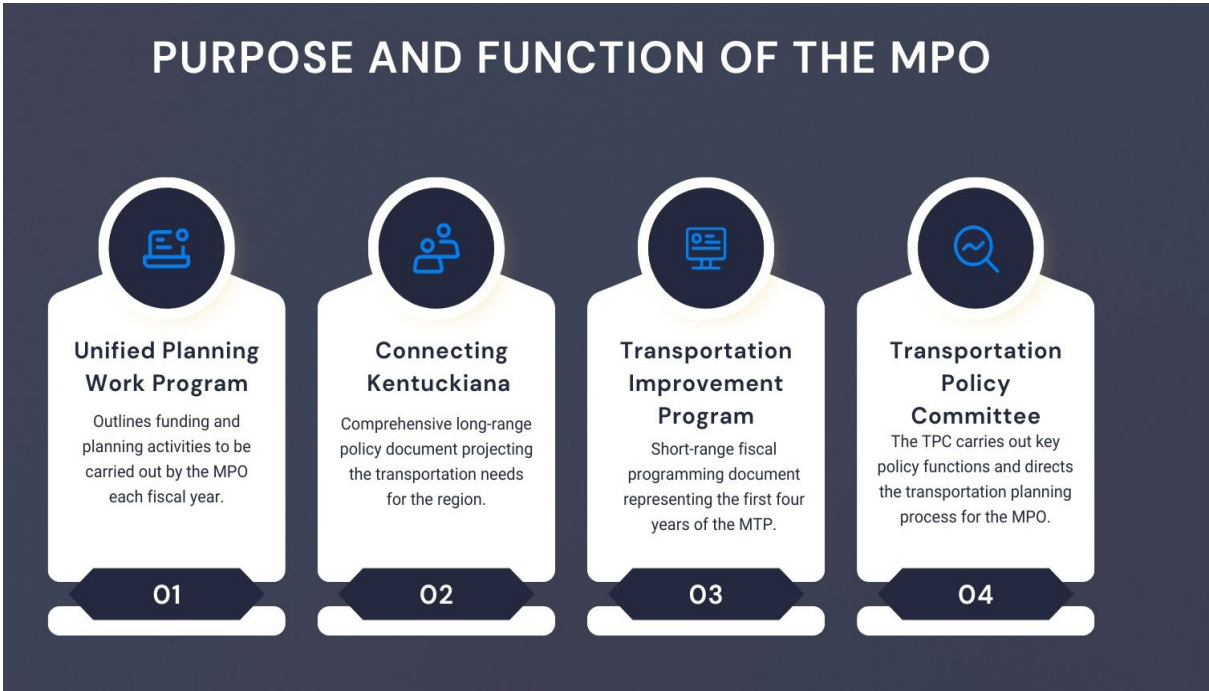 PURPOSE AND FUNCTION OF THE MPO
Unified Planning
Work Program
Outlines funding and
planning activities to be
carried out by the MPO
each fiscal year.
01
Connecting
Kentuckiana
Comprehensive long-range
policy document projecting
the transportation needs
for the region.
02
Transportation
Improvement
Program
Short-range fiscal
programming document
representing the first four
years of the MTP.
03
Transportation
Policy
Committee
The TPC carries out key
policy functions and directs
the transportation planning
process for the MPO.
04